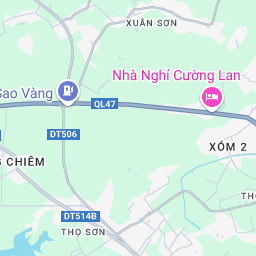 XUÂN SƠN
Nhà Nghỉ Cường Lan
Sao Vàng
QL47
DT506
XÓM 2
CHIÊM
DT514B
THỌ SƠN